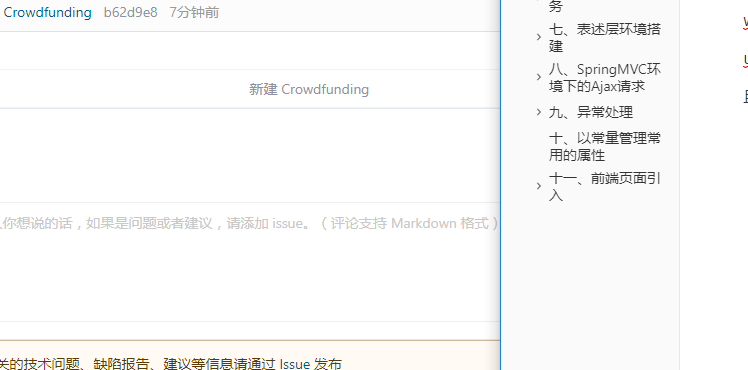 Crowdfunding b62d9e8 7分钟前
新建 Crowdfunding
你想说的话，如果是问题或者建议，请添加 issue。（评论支持 Markdown 格式）
关的技术问题、缺陷报告、建议等信息请通过 Issue 发布
务
七、表述层环境搭
建
八、SpringMVC环
境下的Ajax请求
九、异常处理
十、以常量管理常
用的属性
十一、前端页面引
入